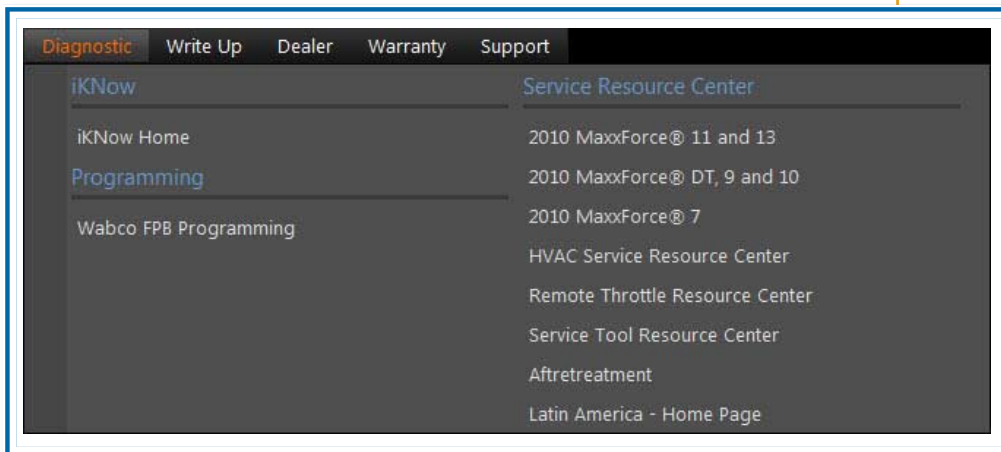 Diagnostic Write Up Dealer Warranty Support
iKNow
iKNow Home
Programming
Wabco FPB Programming
Service Resource Center
2010 MaxxForce® 11 and 13
2010 MaxxForce® DT, 9 and 10
2010 MaxxForce® 7
HVAC Service Resource Center
Remote Throttle Resource Center
Service Tool Resource Center
Aftretreatment
Latin America - Home Page